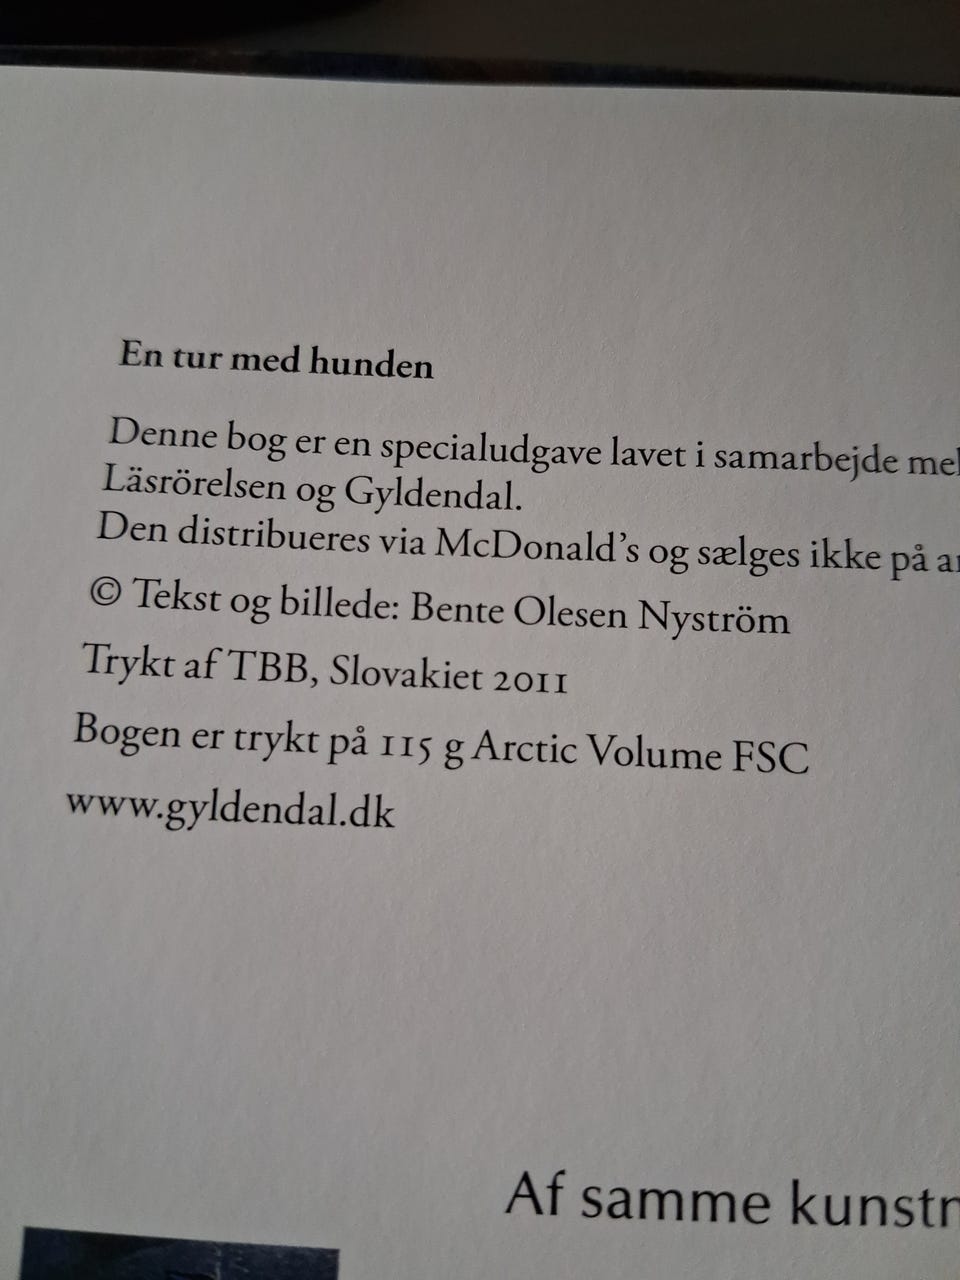 En tur med hunden
Denne bog er en specialudgave lavet i samarbejde
Läsrörelsen og Gyldendal.
Den distribueres via McDonald's og sælges ikke på
© Tekst og billede: Bente Olesen Nyström
Trykt af TBB, Slovakiet 2011
Bogen er trykt på 115 g Arctic Volume FSC
www.gyldendal.dk
Af samme